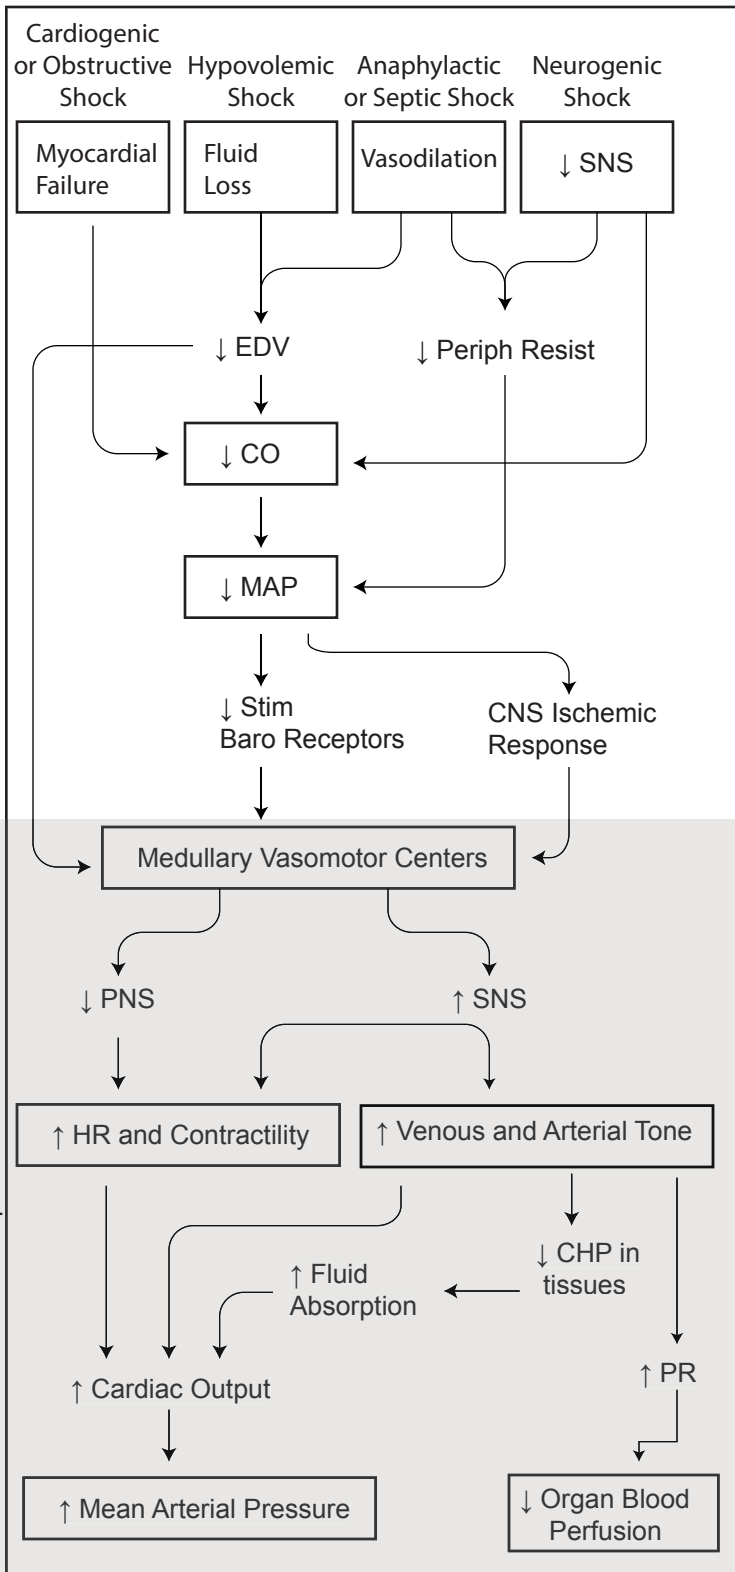 Cardiogenic
or Obstructive
Shock
Hypovolemic
Shock
Anaphylactic
or Septic Shock
Neurogenic
Shock
Myocardial
Failure
Fluid
Loss
Vasodilation
↓ SNS
↓ EDV
↓ Periph Resist
↓ CO
↓ MAP
↓ Stim
Baro Receptors
CNS Ischemic
Response
Medullary Vasomotor Centers
↓ PNS
↑ SNS
↑ HR and Contractility
↑ Venous and Arterial Tone
↓ CHP in
tissues
↑ Fluid
Absorption
↑ Cardiac Output
↑ PR
↑ Mean Arterial Pressure
↓ Organ Blood
Perfusion